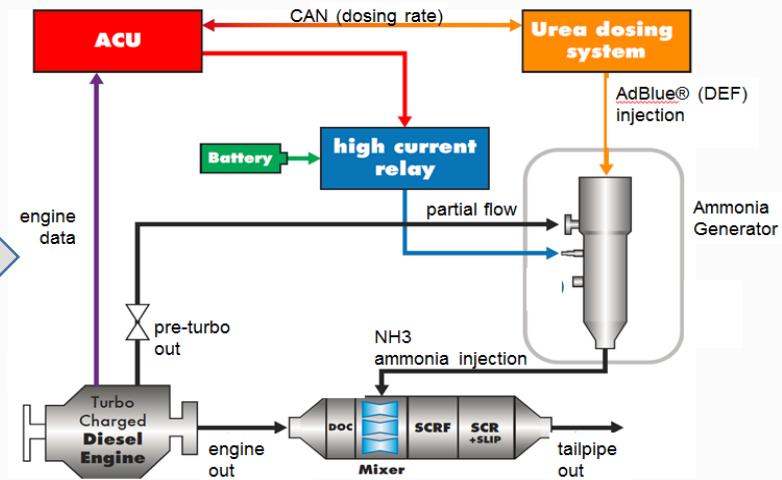 CAN (dosing rate)
ACU
Urea dosing
system
AdBlue® (DEF)
injection
Battery
high current
relay
engine
data
partial flow
Ammonia
Generator
)
pre-turbo
out
NH3
ammonia injection
Turbo
Charged
Diesel
Engine
DOC
SCRF
SCR
+SLIP
engine
out
Mixer
tailpipe
out